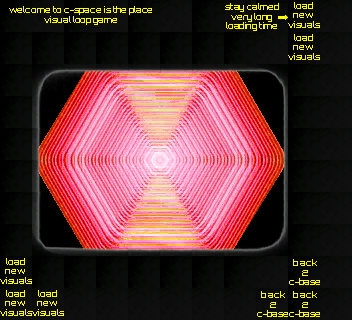 welcome to c-space is the place
visual loop game
stay calmed
very long
loading time
load
new
visuals
load
new
visuals
load
new
visuals
load
new
visuals
load
new
visuals
back
2
c-base
back
2
c-base
back
2
c-base